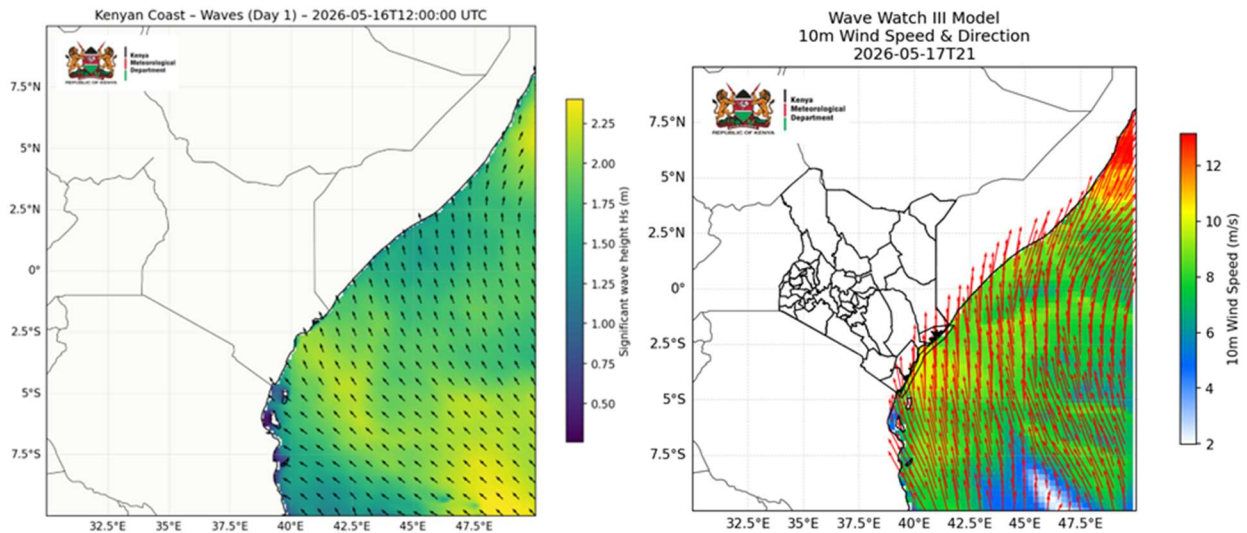 Kenyan Coast – Waves (Day 1) – 2026-05-16T12:00:00 UTC
Kenya
Meteorological
Department
REPUBLIC OF KENYA
7.5°N
5°N
2.5°N
0°
2.5°S
5°S
7.5°S
32.5°E 35°E 37.5°E 40°E 42.5°E 45°E 47.5°E
2.25
2.00
1.75
1.50
1.25
1.00
0.75
0.50
Significant wave height Hs (m)
Wave Watch III Model
10m Wind Speed & Direction
2026-05-17T21
Kenya
Meteorological
Department
REPUBLIC OF KENYA
7.5°N
5°N
2.5°N
0°
2.5°S
5°S
7.5°S
32.5°E 35°E 37.5°E 40°E 42.5°E 45°E 47.5°E
12
10
8
6
4
2
10m Wind Speed (m/s)